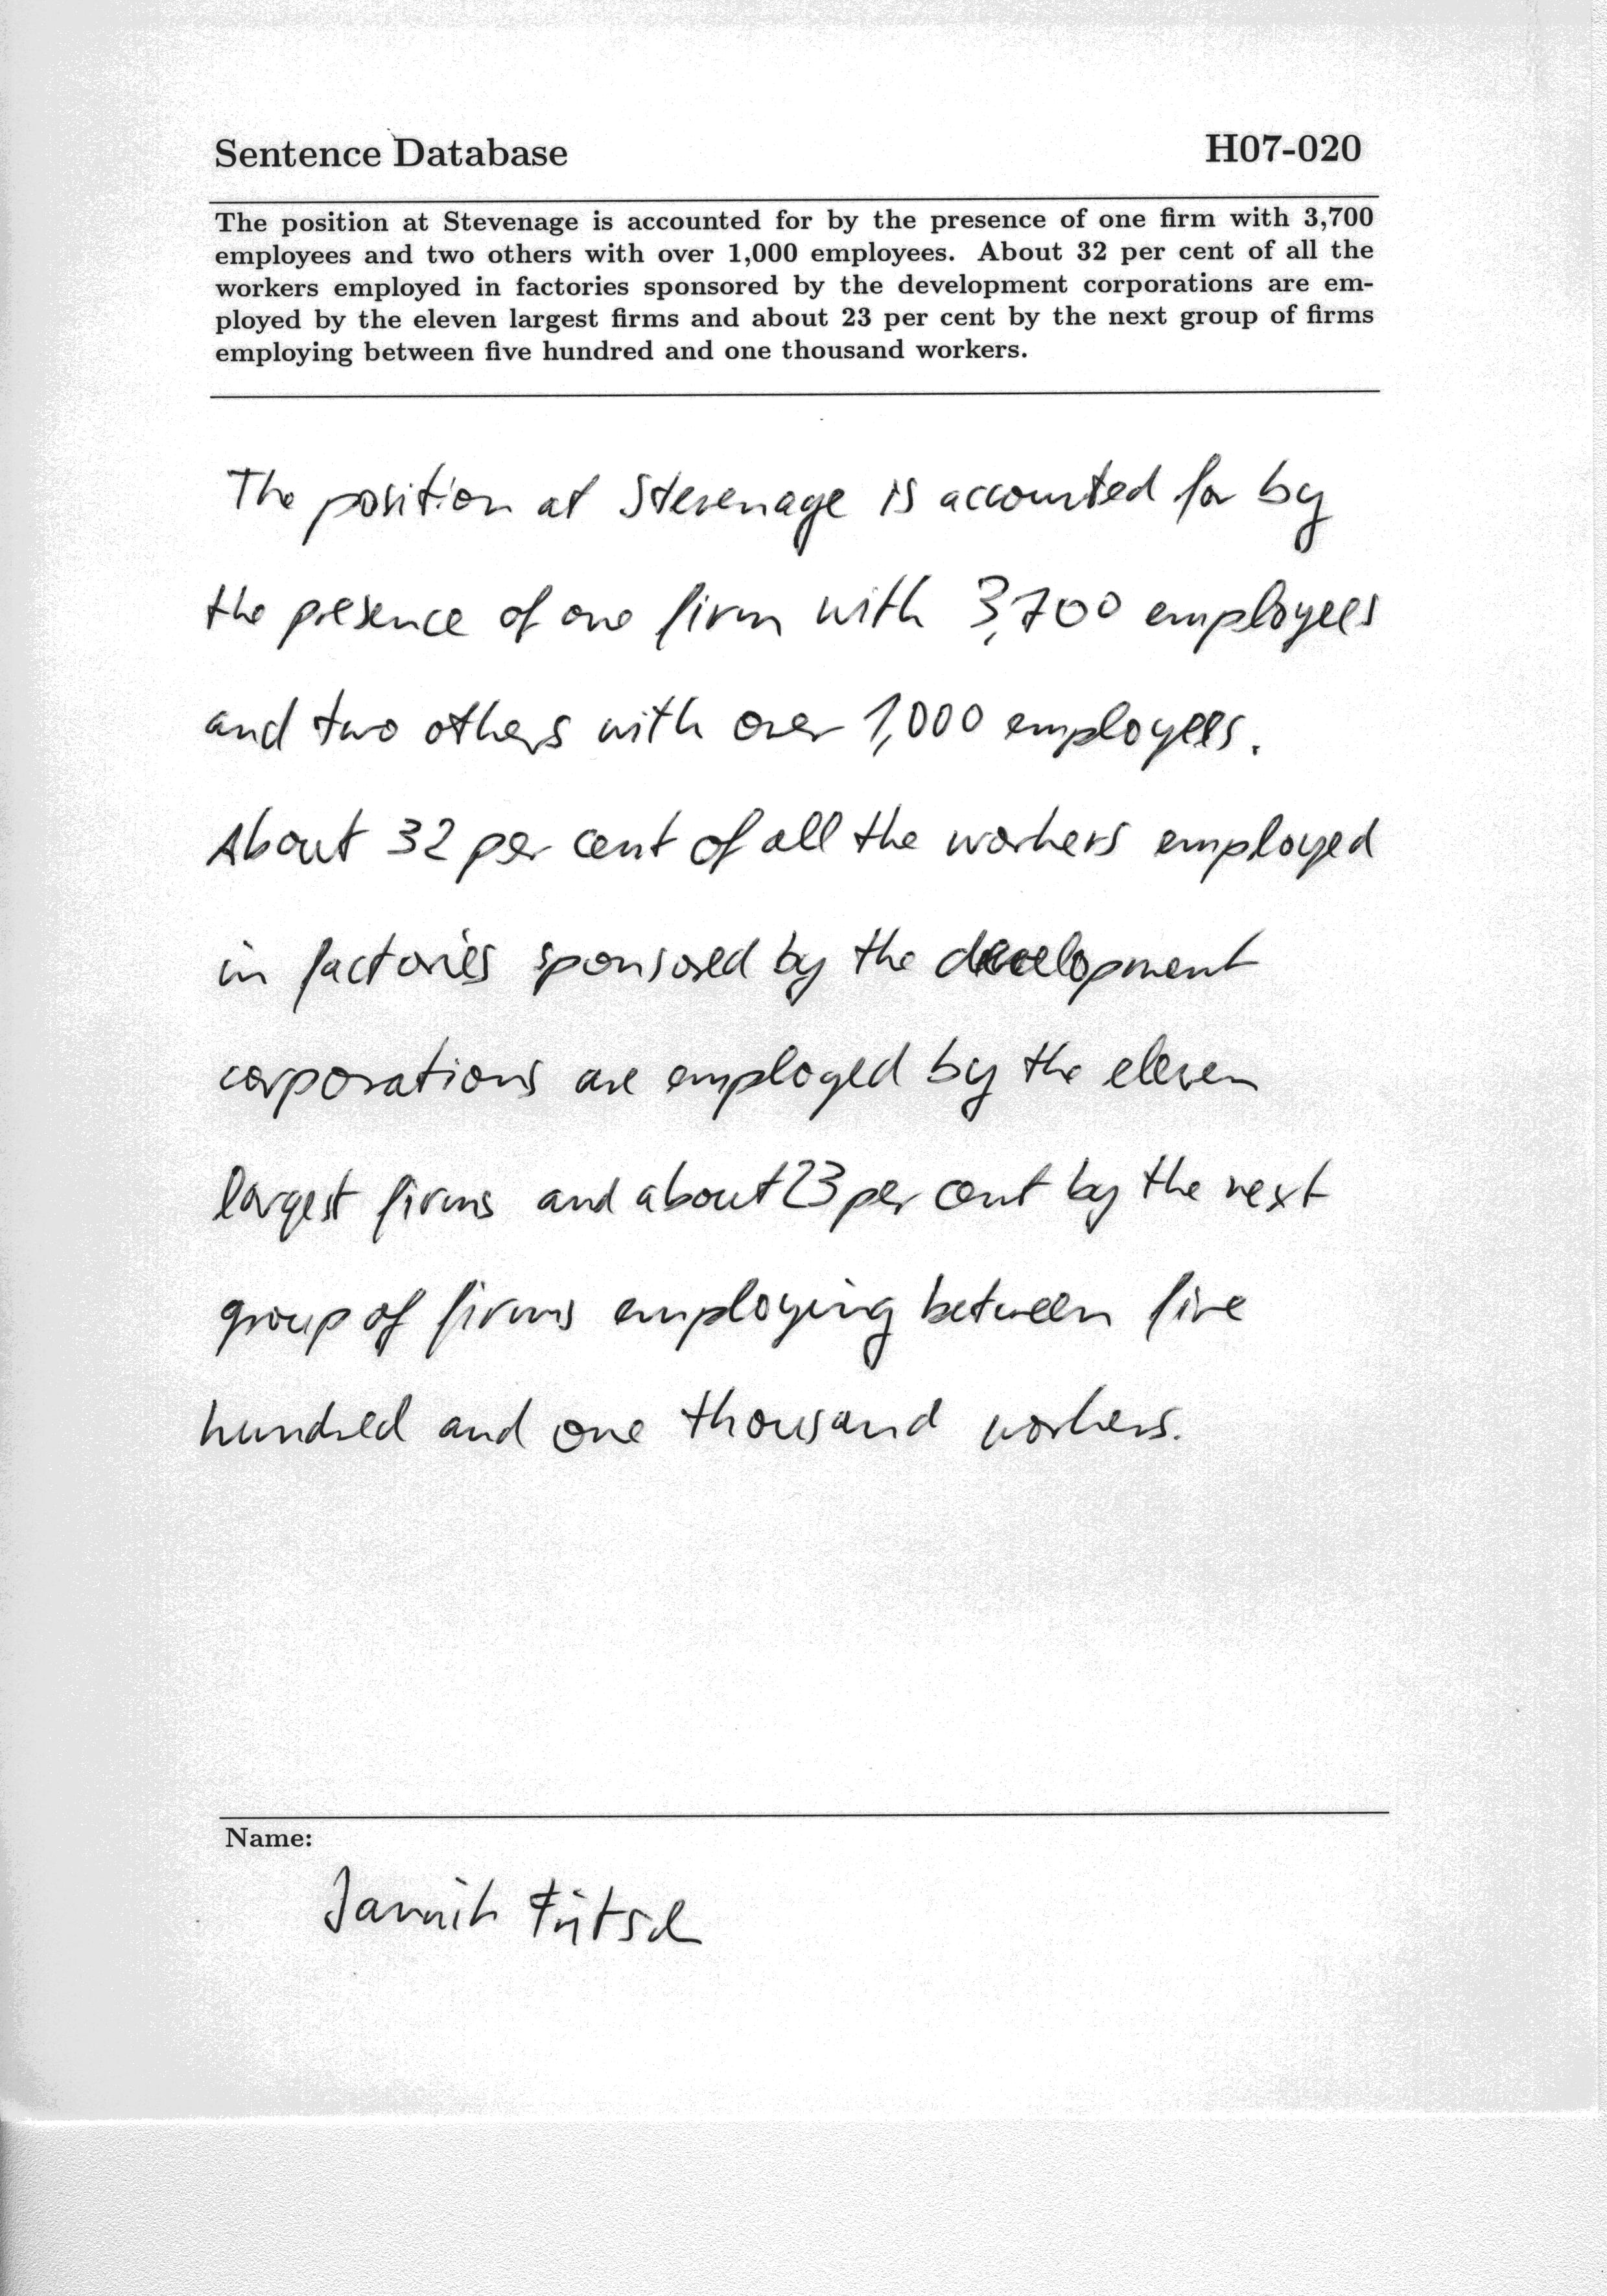 Sentence Database H07-020
The position at Stevenage is accounted for by the presence of one firm with 3,700
employees and two others with over 1,000 employees. About 32 per cent of all the
workers employed in factories sponsored by the development corporations are em-
ployed by the eleven largest firms and about 23 per cent by the next group of firms
employing between five hundred and one thousand workers.
The position at Stevenage is accounted for by
the presence of one firm with 3,700 employees
and two others with over 1,000 employees.
About 32 per cent of all the workers employed
in factories sponsored by the development
corporations are employed by the eleven
largest firms and about 23 per cent by the next
group of firms employing between five
hundred and one thousand workers.
Name: